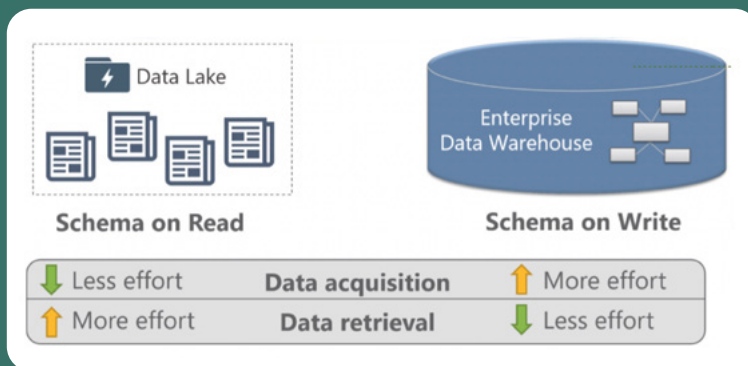 Data Lake
Enterprise
Data Warehouse
Schema on Read
Schema on Write
Less effort Data acquisition More effort
More effort Data retrieval Less effort